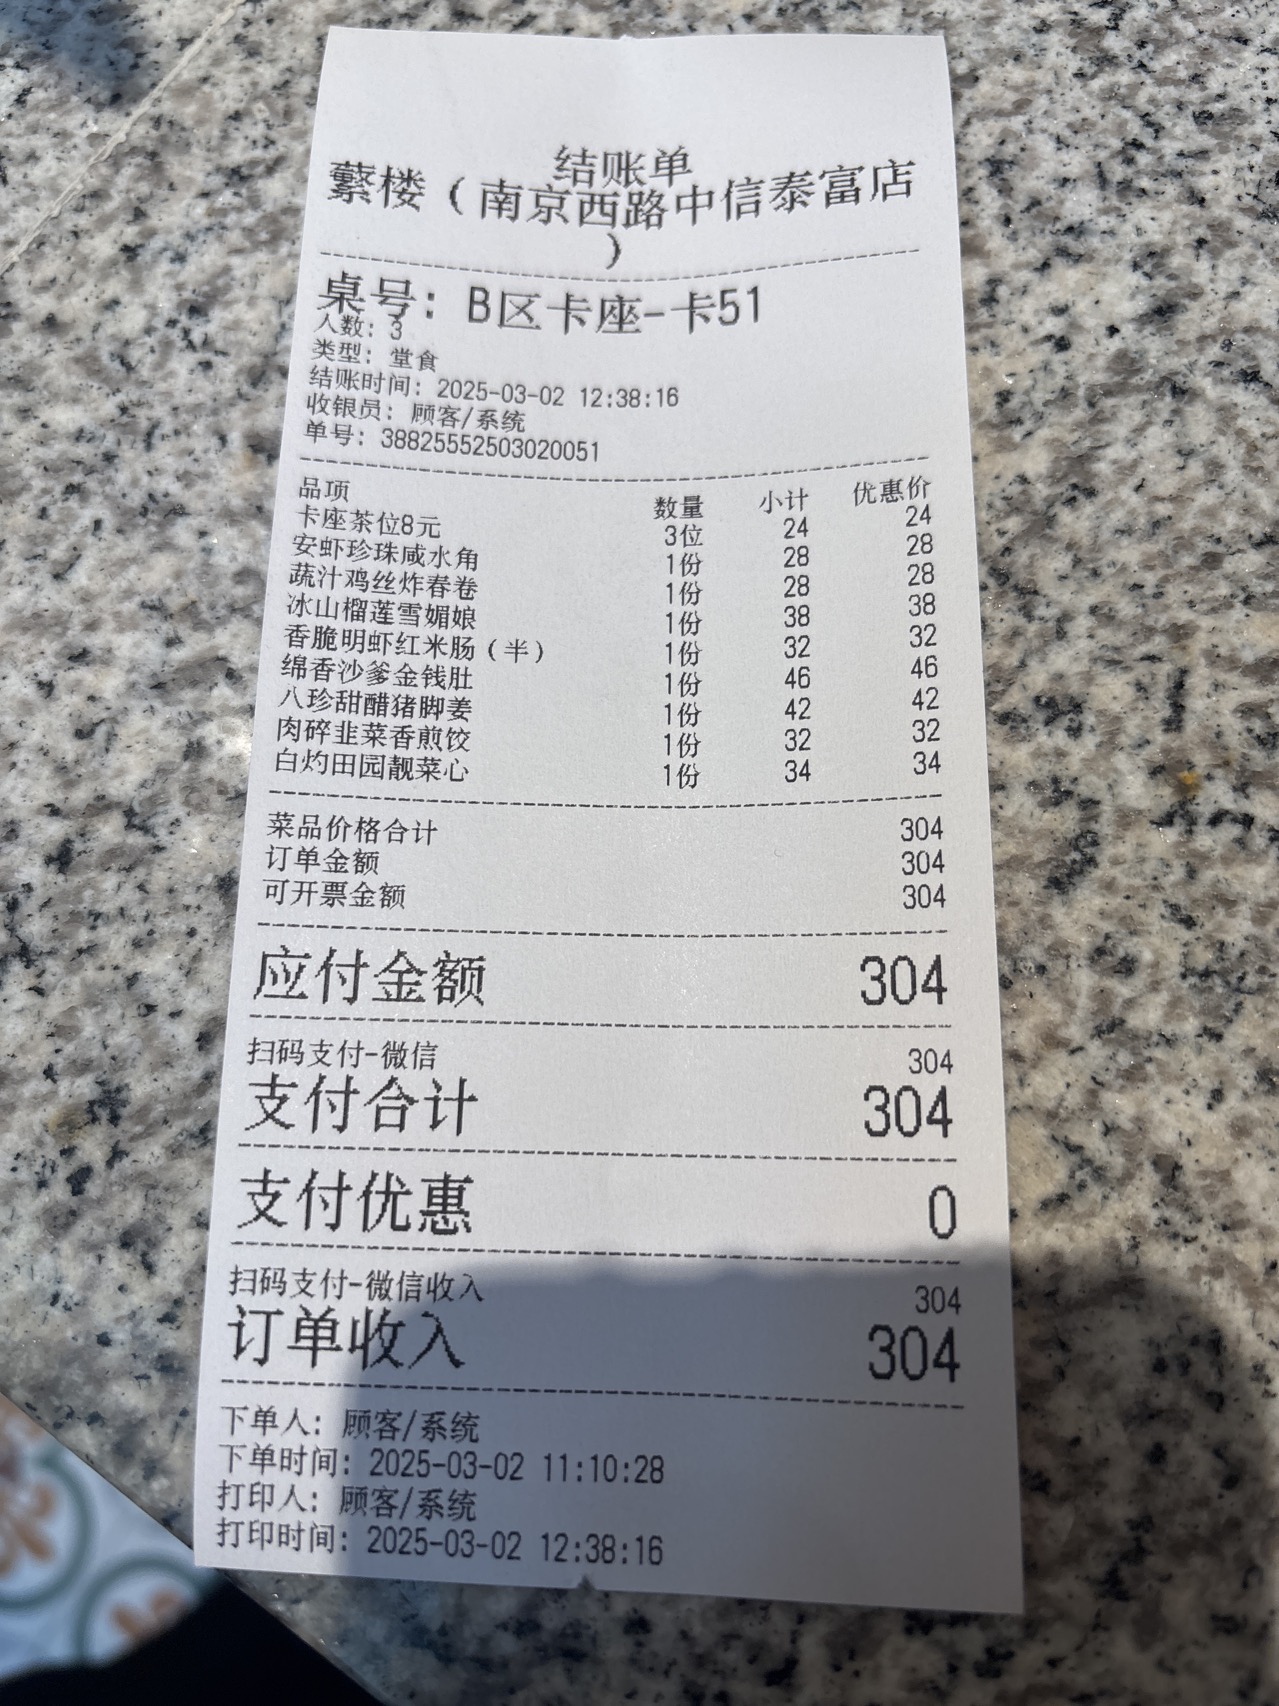 结账单
蘩楼（南京西路中信泰富店
）
桌号： B区卡座-卡51
人数： 3
类型： 堂食
结账时间： 2025-03-02 12:38:16
收银员： 顾客/系统
单号： 38825552503020051
品项 数量 小计 优惠价
卡座茶位8元 3位 24 24
安虾珍珠咸水角 1份 28 28
蔬汁鸡丝炸春卷 1份 28 28
冰山榴莲雪媚娘 1份 38 38
香脆明虾红米肠（半） 1份 32 32
绵香沙爹金钱肚 1份 46 46
八珍甜醋猪脚姜 1份 42 42
肉碎韭菜香煎饺 1份 32 32
白灼田园靓菜心 1份 34 34
菜品价格合计 304
订单金额 304
可开票金额 304
应付金额 304
扫码支付-微信 304
支付合计 304
支付优惠 0
扫码支付-微信收入 304
订单收入 304
下单人： 顾客/系统
下单时间： 2025-03-02 11:10:28
打印人： 顾客/系统
打印时间： 2025-03-02 12:38:16